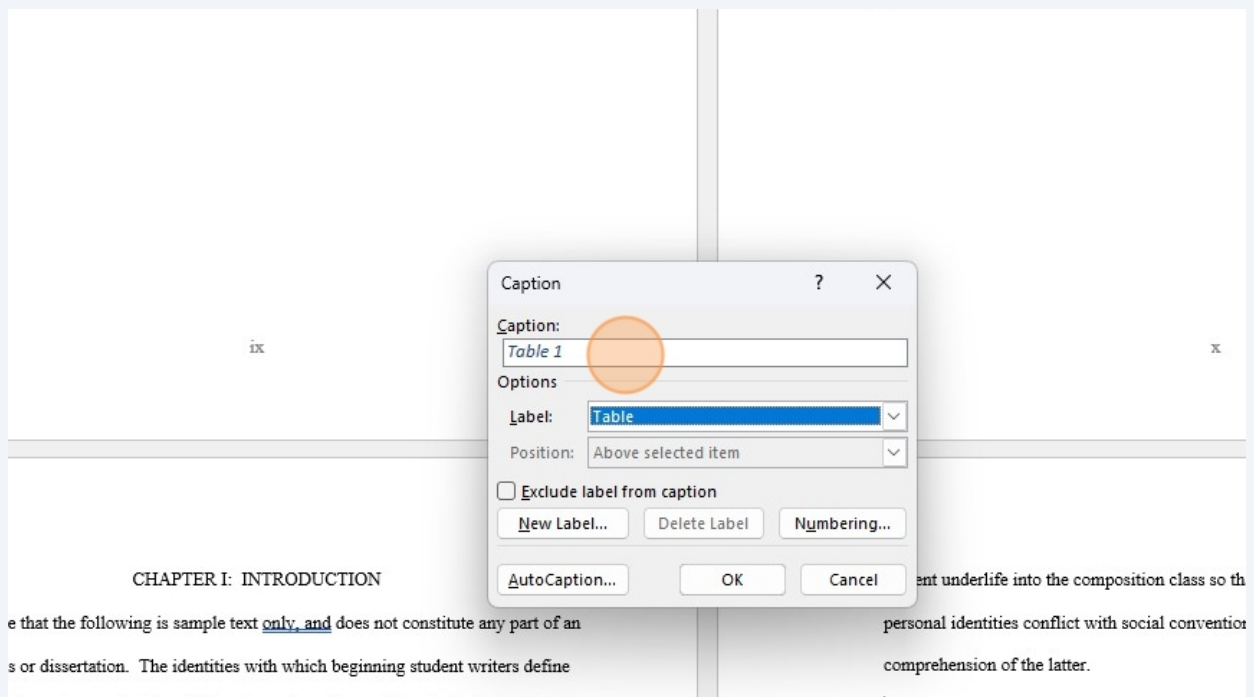 ix
x
Caption
?
Caption:
Table 1
Options
Label:
Table
Position:
Above selected item
Exclude label from caption
New Label...
Delete Label
Numbering...
AutoCaption...
OK
Cancel
CHAPTER I: INTRODUCTION
e that the following is sample text only, and does not constitute any part of an
s or dissertation. The identities with which beginning student writers define
ent underlife into the composition class so th
personal identities conflict with social convention
comprehension of the latter.